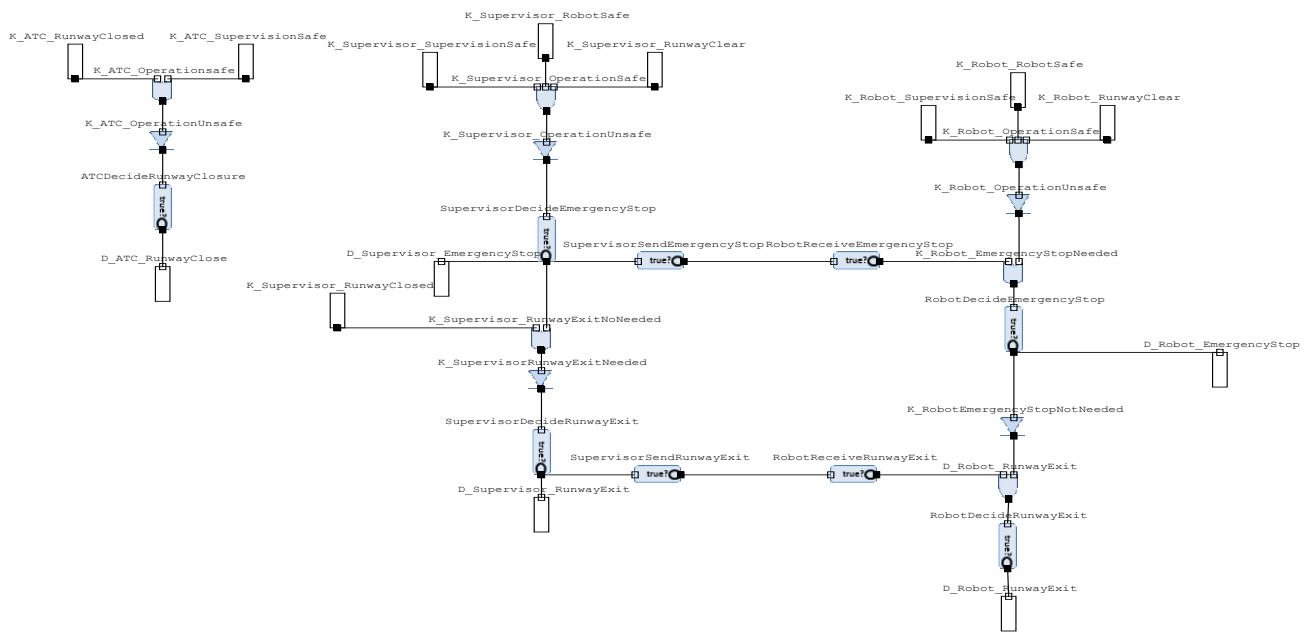 K_Supervisor_RobotSafe
K_ATC_RunwayClosed
K_ATC_SupervisionSafe
K_Supervisor_SupervisionSafe
K_Supervisor_RunwayClear
K_Robot_RobotSafe
K_ATC_Operationsafe
K_Supervisor_OperationSafe
K_Robot_SupervisionSafe
K_Robot_RunwayClear
K_ATC_OperationUnsafe
K_Supervisor_OperationUnsafe
K_Robot_OperationSafe
ATCDecideRunwayClosure
true?
K_Robot_OperationUnsafe
SupervisorDecideEmergencyStop
true?
D_ATC_RunwayClose
D_Supervisor_EmergencyStop
SupervisorSendEmergencyStop
true?
RobotReceiveEmergencyStop
true?
K_Robot_EmergencyStopNeeded
K_Supervisor_RunwayClosed
RobotDecideEmergencyStop
true?
K_Supervisor_RunwayExitNoNeeded
D_Robot_EmergencyStop
K_SupervisorRunwayExitNeeded
K_RobotEmergencyStopNotNeeded
SupervisorDecideRunwayExit
true?
SupervisorSendRunwayExit
true?
RobotReceiveRunwayExit
true?
D_Robot_RunwayExit
D_Supervisor_RunwayExit
RobotDecideRunwayExit
true?
D_Robot_RunwayExit